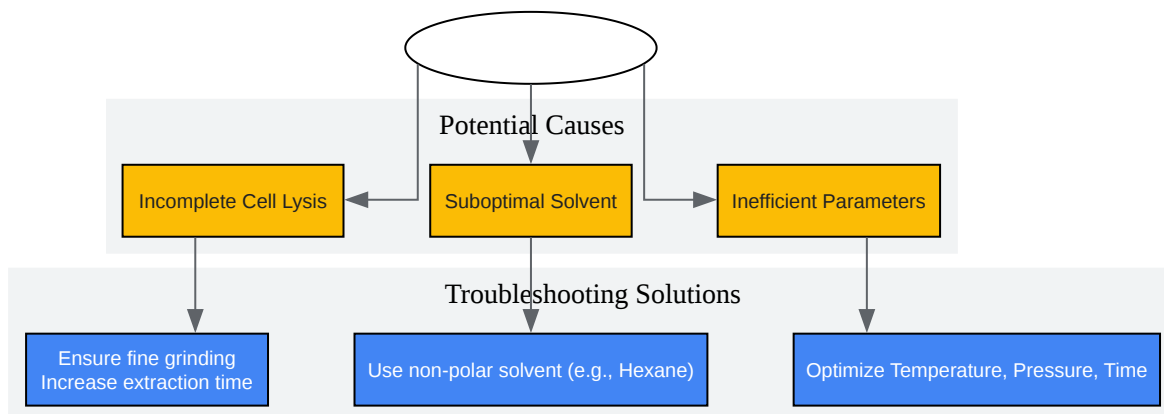 Potential Causes
Incomplete Cell Lysis
Suboptimal Solvent
Inefficient Parameters
Troubleshooting Solutions
Ensure fine grinding
Increase extraction time
Use non-polar solvent (e.g., Hexane)
Optimize Temperature, Pressure, Time